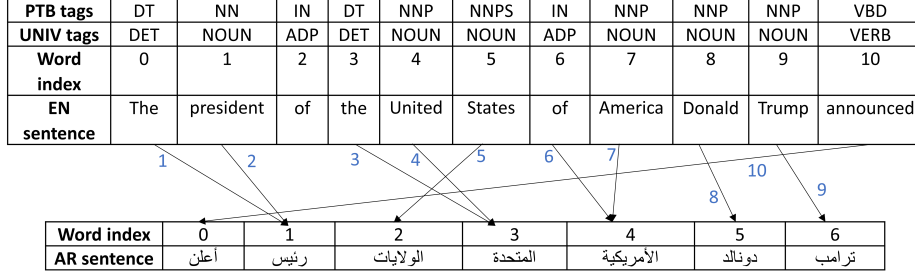 PTB tags DT NN IN DT NNP NNPS IN NNP NNP NNP VBD
UNIV tags DET NOUN ADP DET NOUN NOUN ADP NOUN NOUN NOUN VERB
Word index 0 1 2 3 4 5 6 7 8 9 10
EN sentence The president of the United States of America Donald Trump announced
1 2 3 4 5 6 7 8 9 10
Word index 0 1 2 3 4 5 6
AR sentence أعلن رئيس الولايات المتحدة الأمريكية دونالد ترامب